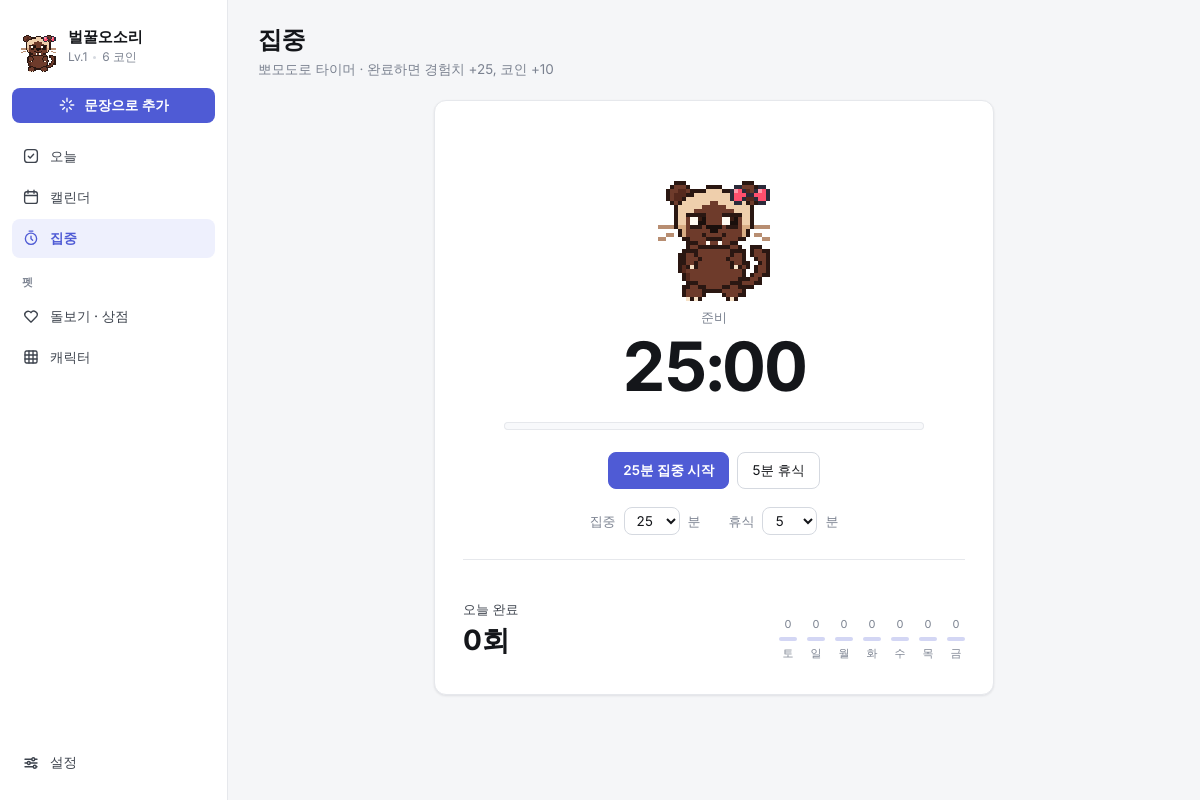 벌꿀오소리
Lv.1 · 6 코인
문장으로 추가
오늘
캘린더
집중
펫
돌보기 · 상점
캐릭터
설정
집중
뽀모도로 타이머 · 완료하면 경험치 +25, 코인 +10
준비
25:00
25분 집중 시작
5분 휴식
집중 25 분 휴식 5 분
오늘 완료
0회
0 0 0 0 0 0 0
토 일 월 화 수 목 금